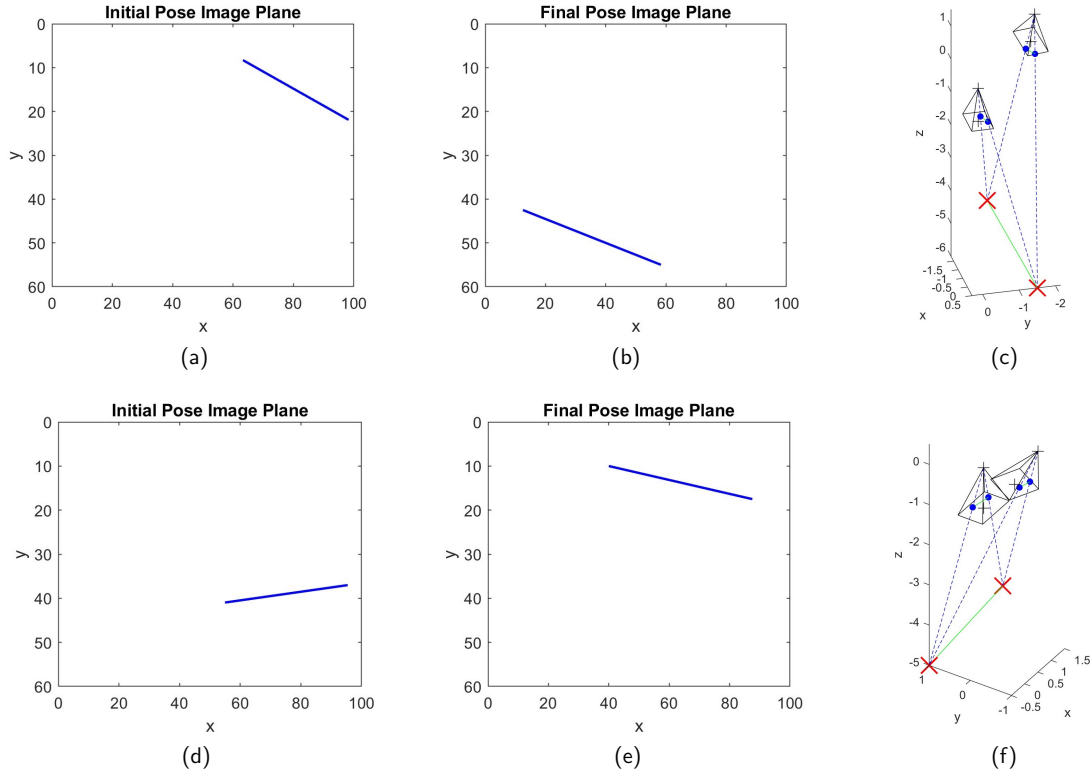 Initial Pose Image Plane
0
10
20
30
40
50
60
y
0 20 40 60 80 100
x
(a)
Final Pose Image Plane
0
10
20
30
40
50
60
y
0 20 40 60 80 100
x
(b)
1
0
-1
-2
-3
-4
-5
-6
z
-1.5
-1
-0.5
0
0.5
x
0 -1 -2
y
(c)
Initial Pose Image Plane
0
10
20
30
40
50
60
y
0 20 40 60 80 100
x
(d)
Final Pose Image Plane
0
10
20
30
40
50
60
y
0 20 40 60 80 100
x
(e)
0
-1
-2
-3
-4
-5
z
1 0 -1
y
1.5
1
0.5
0
-0.5
x
(f)